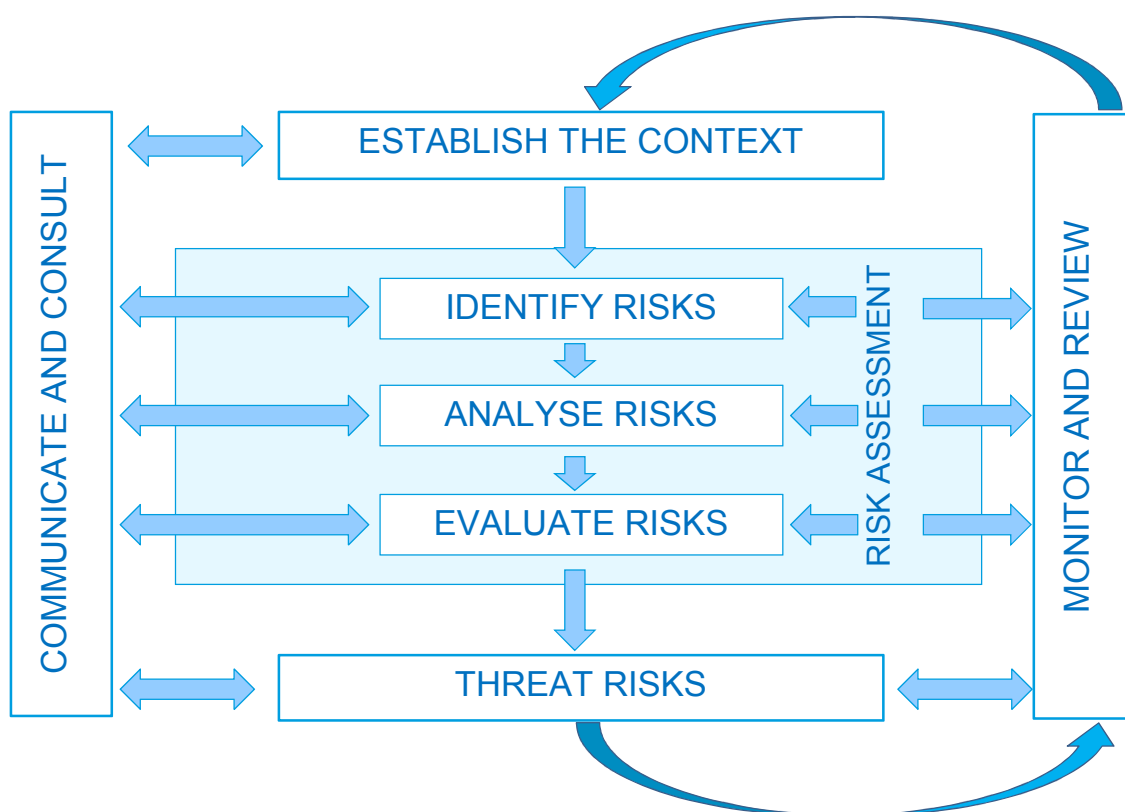 ESTABLISH THE CONTEXT
COMMUNICATE AND CONSULT
IDENTIFY RISKS
ANALYSE RISKS
EVALUATE RISKS
RISK ASSESSMENT
MONITOR AND REVIEW
THREAT RISKS